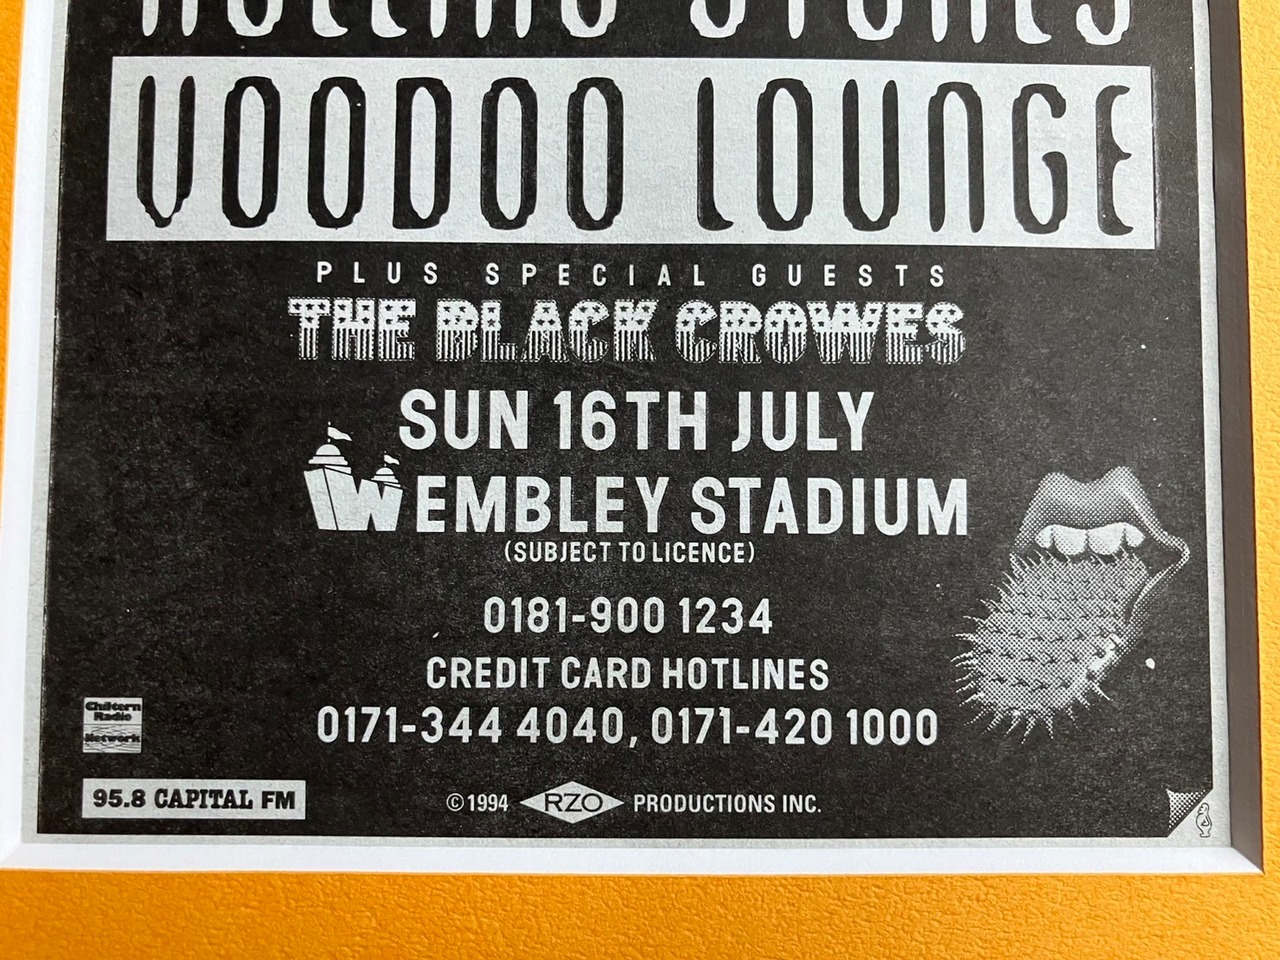 ROLLING STONES
VOODOO LOUNGE
PLUS SPECIAL GUESTS
THE BLACK CROWES
SUN 16TH JULY
WEMBLEY STADIUM
(SUBJECT TO LICENCE)
0181-900 1234
CREDIT CARD HOTLINES
0171-344 4040, 0171-420 1000
Chiltern
Radio
Network
95.8 CAPITAL FM
©1994 RZO PRODUCTIONS INC.